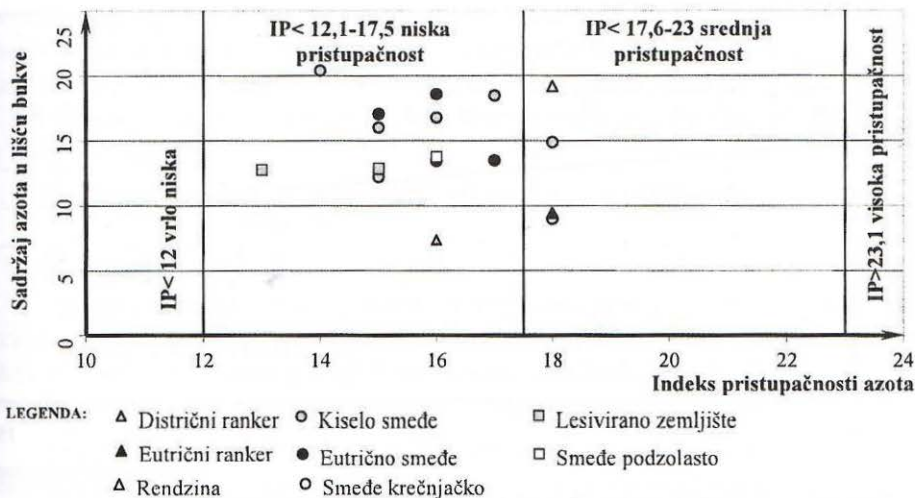 IP< 12,1-17,5 niska
pristupačnost
IP< 17,6-23 srednja
pristupačnost
IP< 12 vrlo niska
IP>23,1 visoka pristupačnost
Sadržaj azota u lišću bukve
25
20
15
10
5
0
10 12 14 16 18 20 22 24
Indeks pristupačnosti azota
LEGENDA:
Distrični ranker Kiselo smeđe Lesivirano zemljište
Eutrični ranker Eutrično smeđe Smeđe podzolasto
Rendzina Smeđe krečnjačko